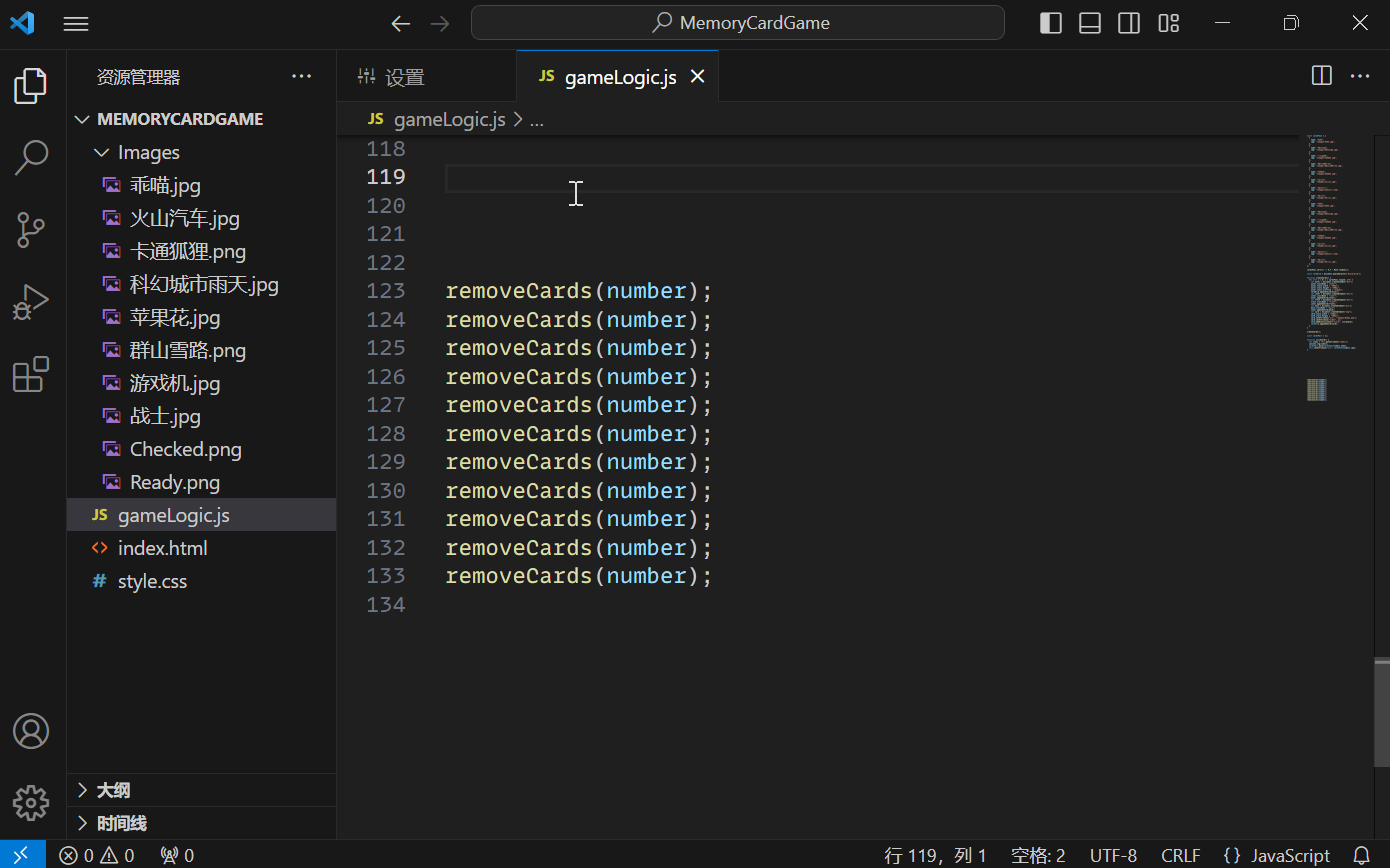 MemoryCardGame
资源管理器
设置
JS gameLogic.js
MEMORYCARDGAME
JS gameLogic.js > ...
Images
乖喵.jpg
火山汽车.jpg
卡通狐狸.png
科幻城市雨天.jpg
苹果花.jpg
群山雪路.png
游戏机.jpg
战士.jpg
Checked.png
Ready.png
JS gameLogic.js
<> index.html
# style.css
大纲
时间线
118
119
120
121
122
123 removeCards(number);
124 removeCards(number);
125 removeCards(number);
126 removeCards(number);
127 removeCards(number);
128 removeCards(number);
129 removeCards(number);
130 removeCards(number);
131 removeCards(number);
132 removeCards(number);
133 removeCards(number);
134
0 0 0 行 119，列 1 空格: 2 UTF-8 CRLF {} JavaScript